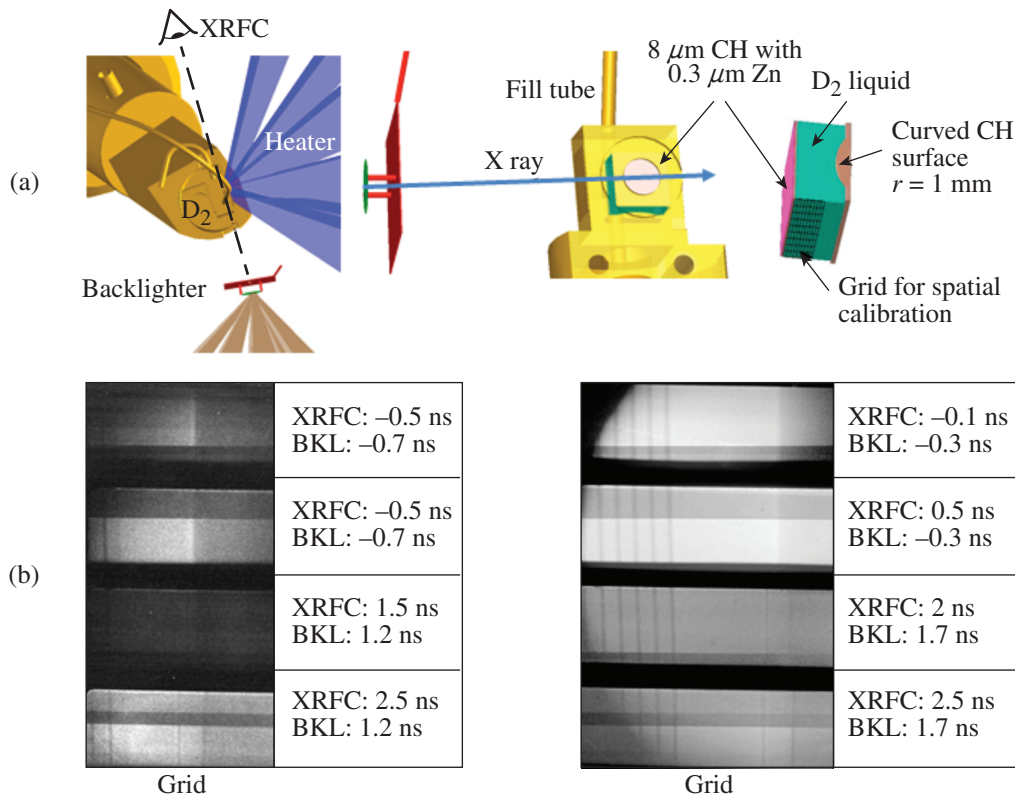 (a)
XRFC
Heater
D2
Backlighter
X ray
Fill tube
8 μm CH with
0.3 μm Zn
D2 liquid
Curved CH
surface
r = 1 mm
Grid for spatial
calibration
(b)
XRFC: –0.5 ns
BKL: –0.7 ns
XRFC: –0.5 ns
BKL: –0.7 ns
XRFC: 1.5 ns
BKL: 1.2 ns
XRFC: 2.5 ns
BKL: 1.2 ns
Grid
XRFC: –0.1 ns
BKL: –0.3 ns
XRFC: 0.5 ns
BKL: –0.3 ns
XRFC: 2 ns
BKL: 1.7 ns
XRFC: 2.5 ns
BKL: 1.7 ns
Grid